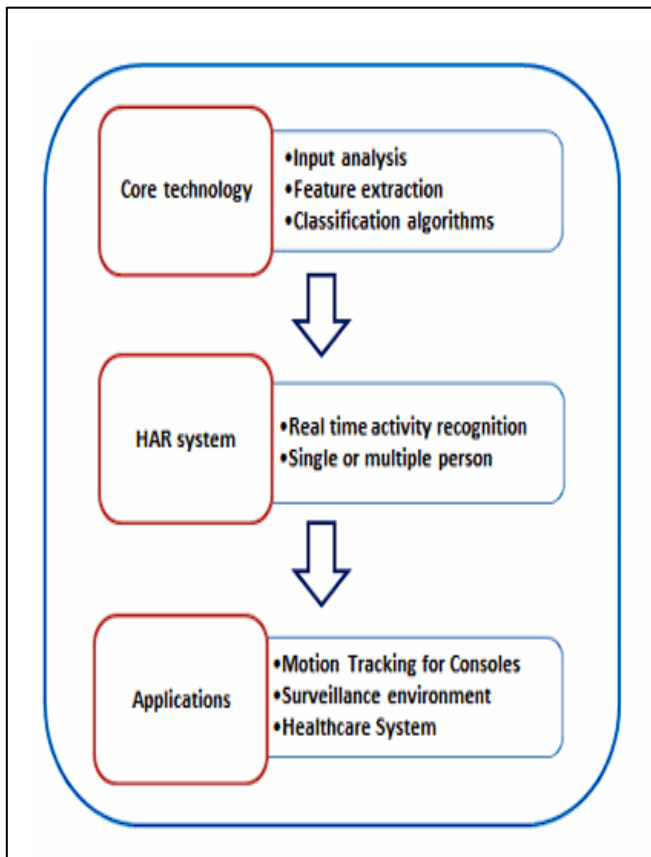 Core technology
•Input analysis
•Feature extraction
•Classification algorithms
HAR system
•Real time activity recognition
•Single or multiple person
Applications
•Motion Tracking for Consoles
•Surveillance environment
•Healthcare System